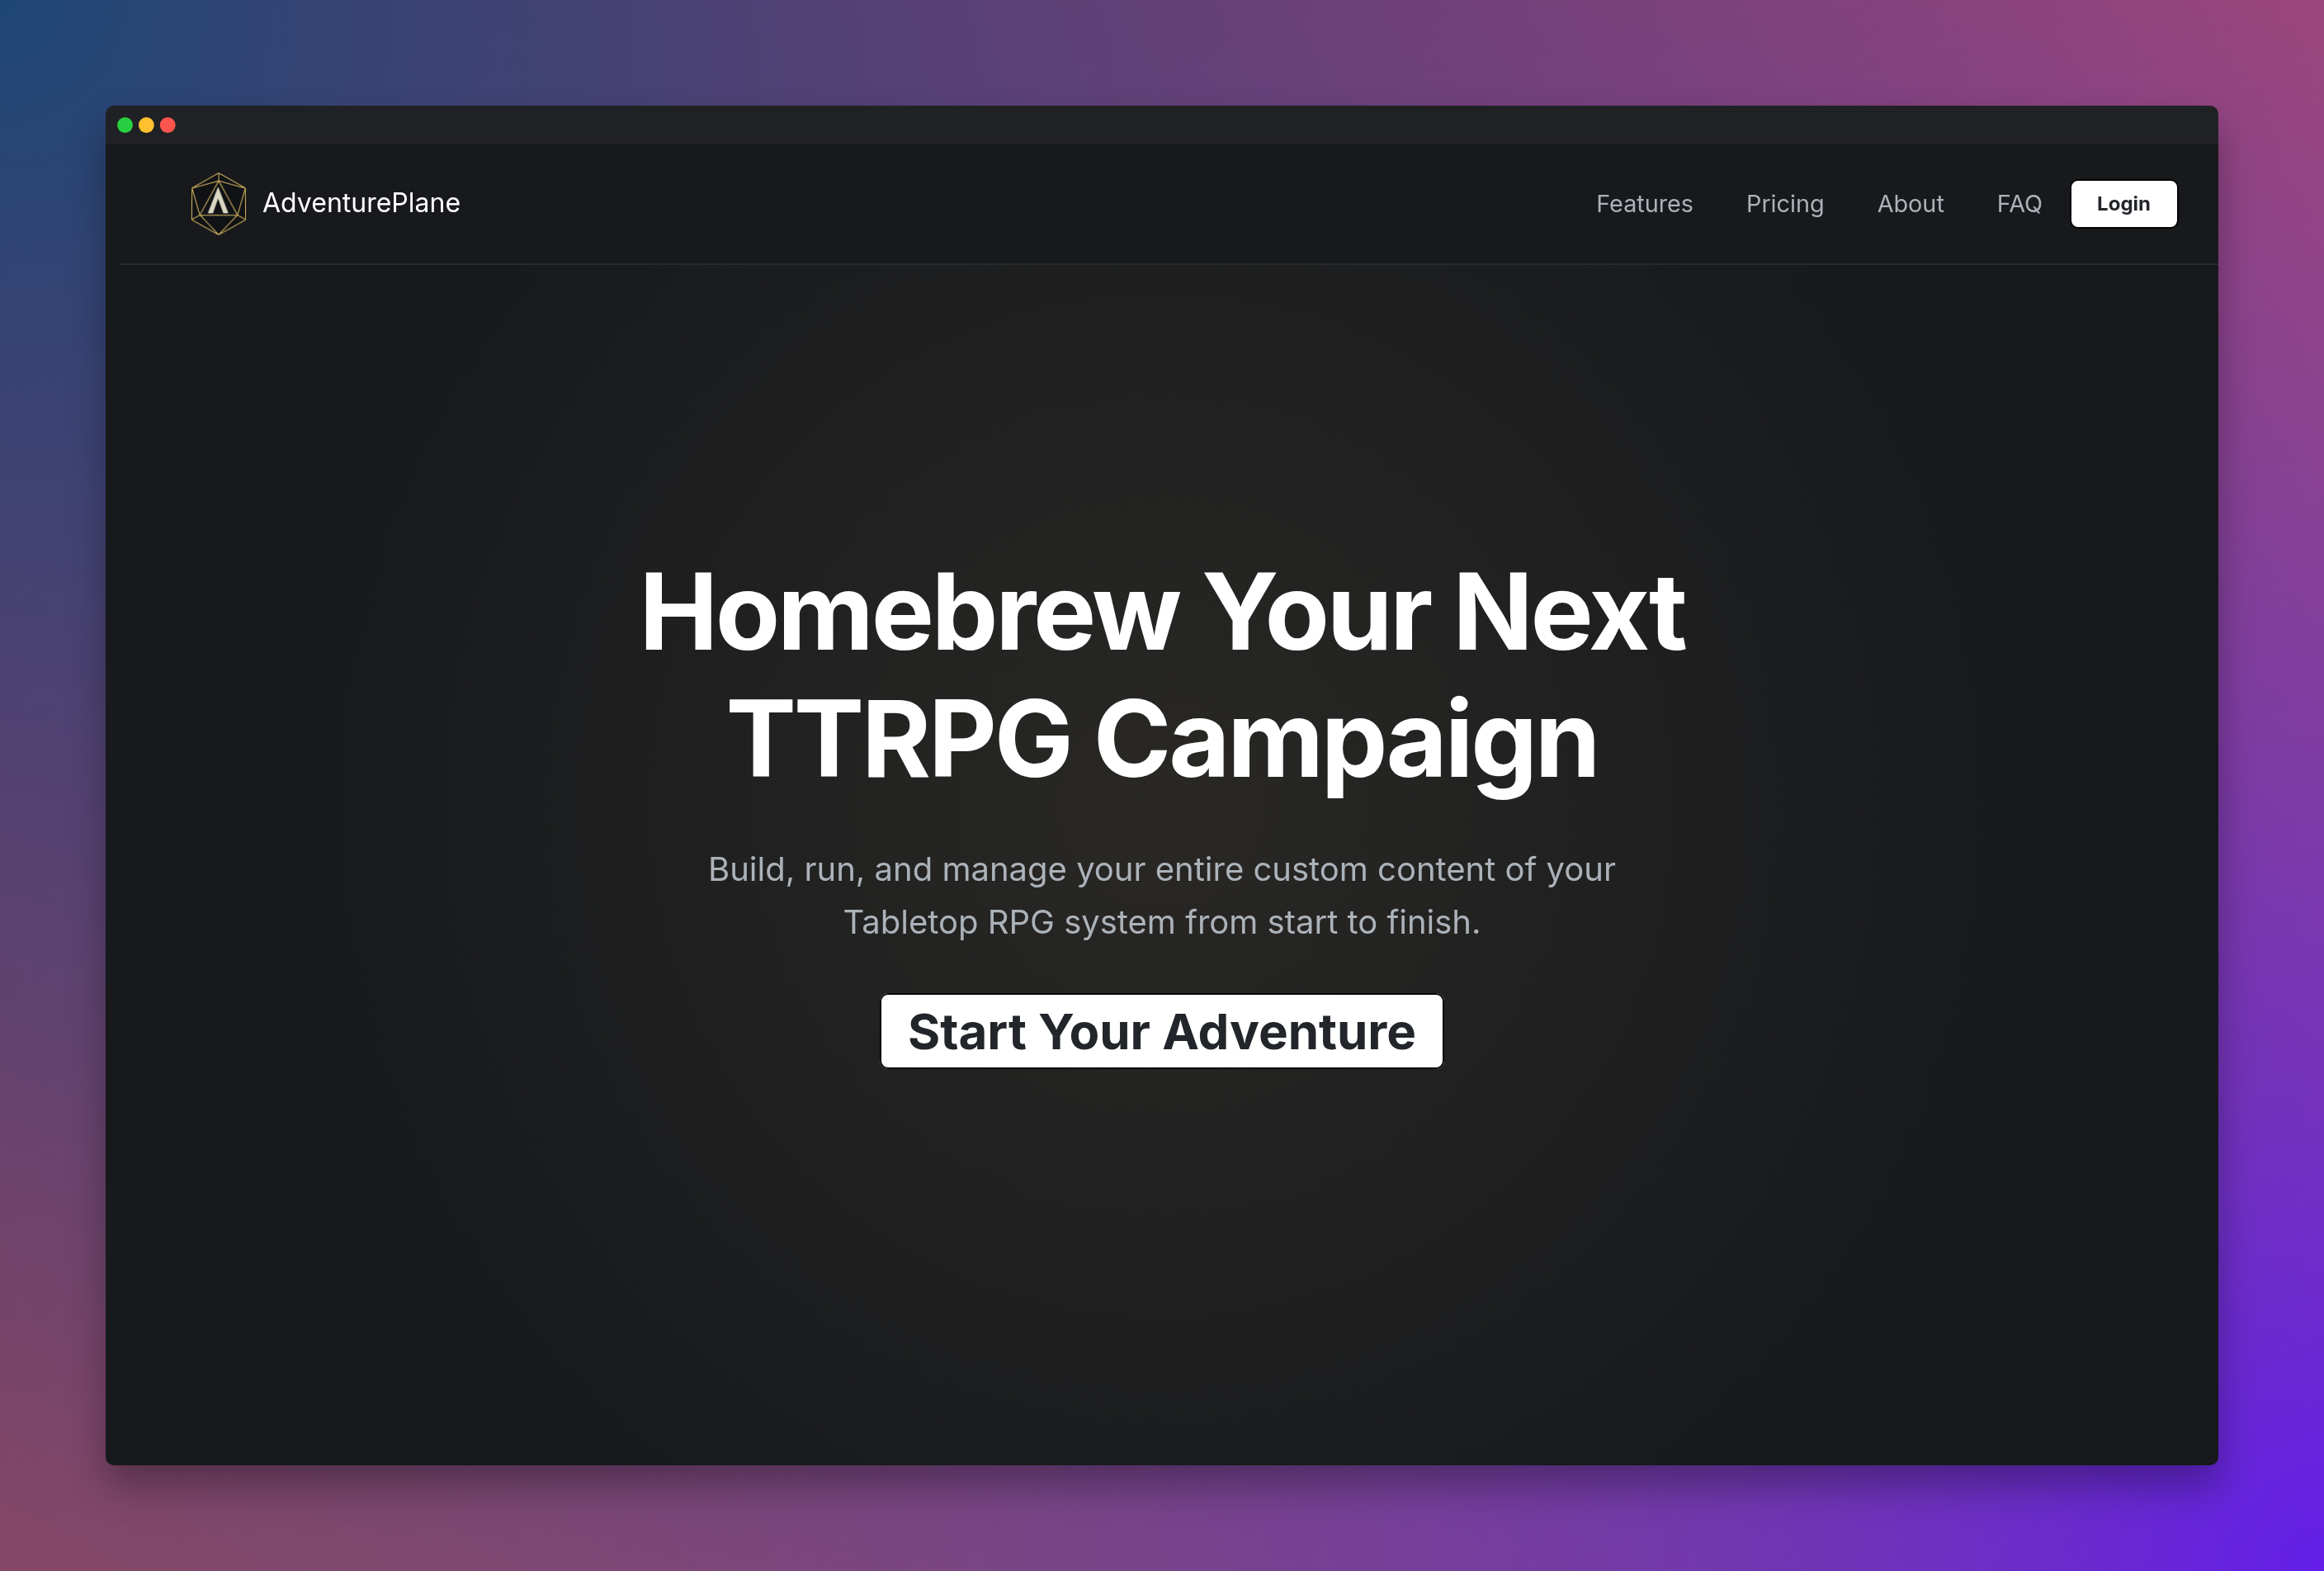 AdventurePlane
Features Pricing About FAQ Login
Homebrew Your Next
TTRPG Campaign
Build, run, and manage your entire custom content of your
Tabletop RPG system from start to finish.
Start Your Adventure